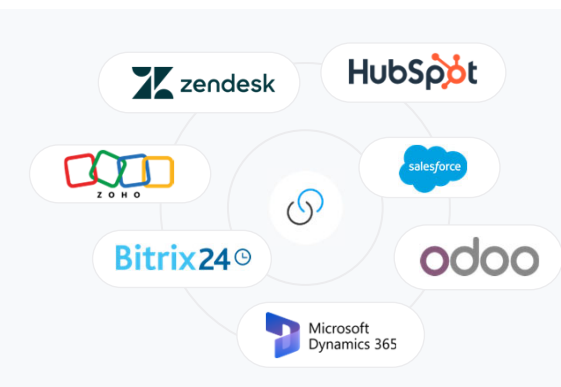 zendesk
HubSpot
ZOHO
salesforce
Bitrix24
odoo
Microsoft
Dynamics 365